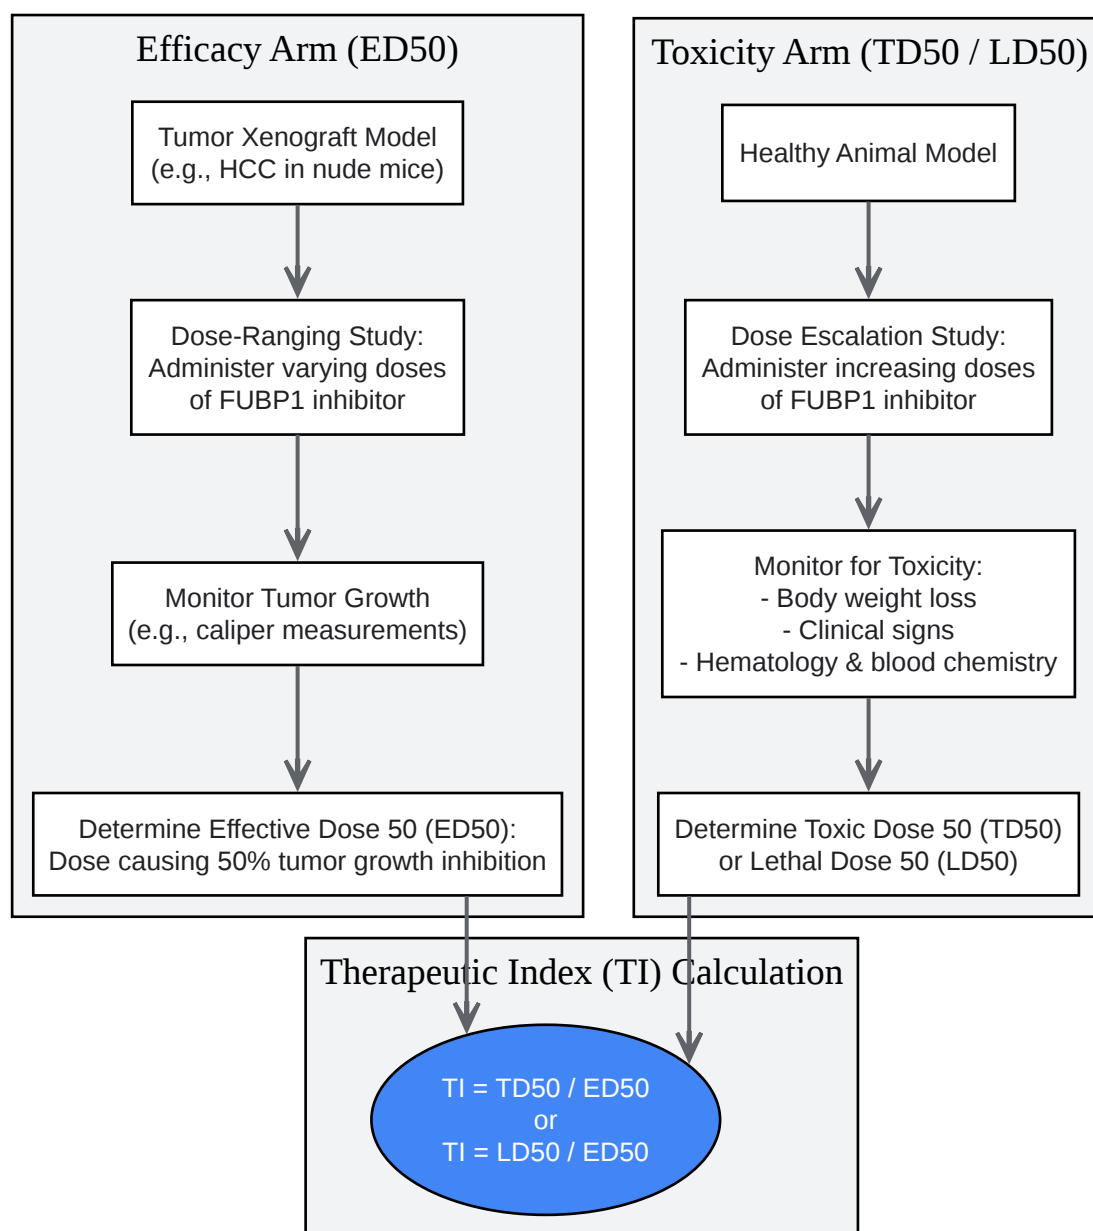 Efficacy Arm (ED50)
Tumor Xenograft Model
(e.g., HCC in nude mice)
Dose-Ranging Study:
Administer varying doses
of FUBP1 inhibitor
Monitor Tumor Growth
(e.g., caliper measurements)
Determine Effective Dose 50 (ED50):
Dose causing 50% tumor growth inhibition
Toxicity Arm (TD50 / LD50)
Healthy Animal Model
Dose Escalation Study:
Administer increasing doses
of FUBP1 inhibitor
Monitor for Toxicity:
- Body weight loss
- Clinical signs
- Hematology & blood chemistry
Determine Toxic Dose 50 (TD50)
or Lethal Dose 50 (LD50)
Therapeutic Index (TI) Calculation
TI = TD50 / ED50
or
TI = LD50 / ED50